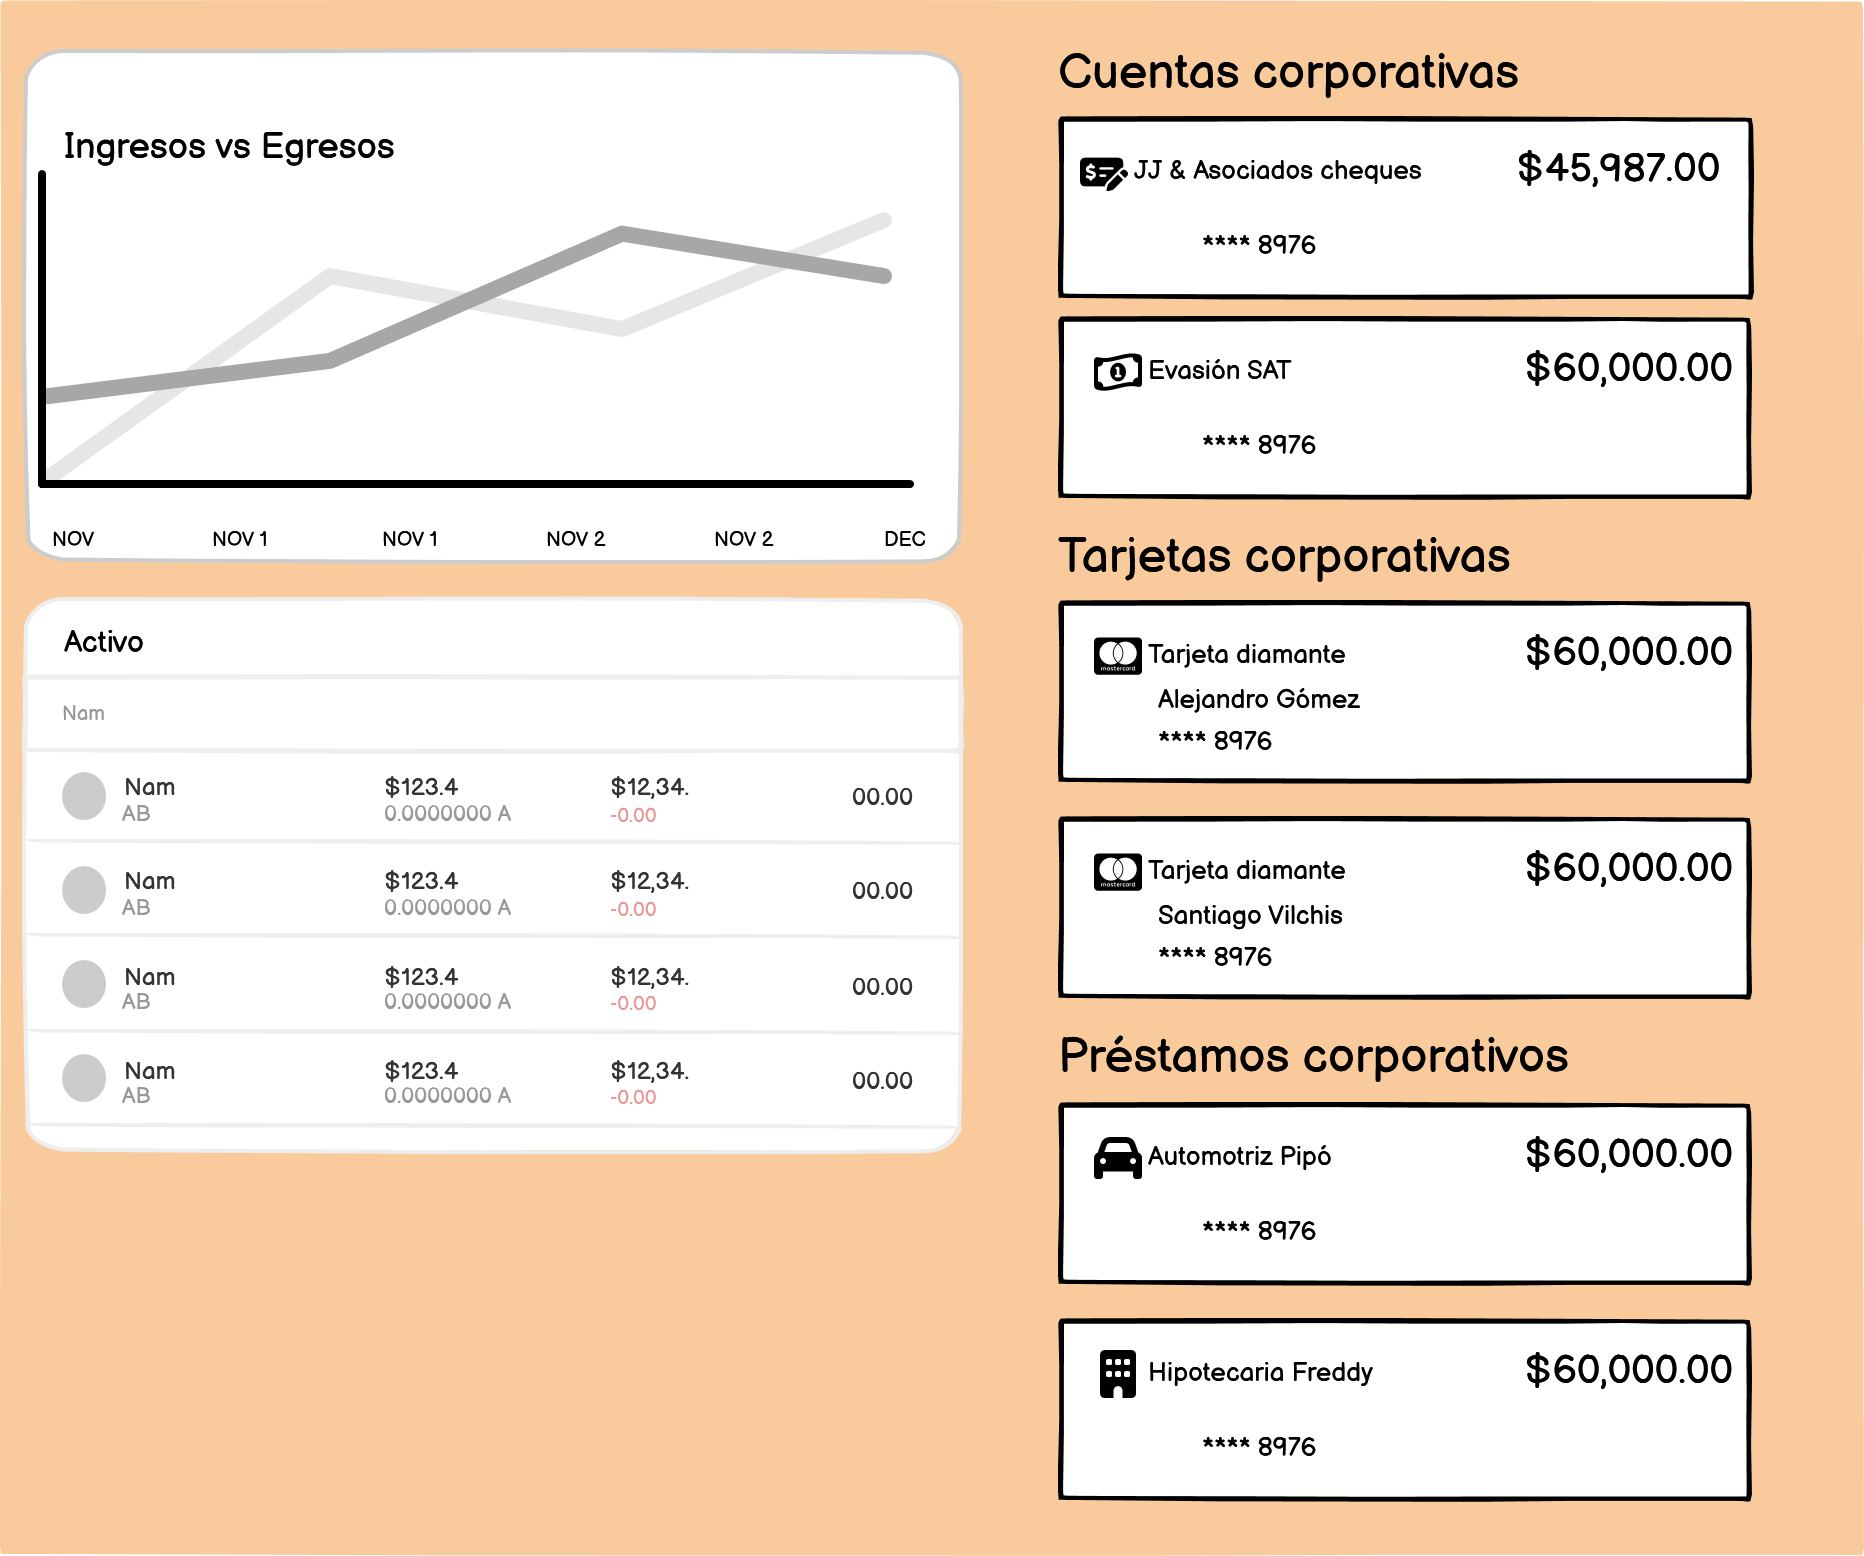 Ingresos vs Egresos
NOV
NOV 1
NOV 1
NOV 2
NOV 2
DEC
Activo
Nam
Nam
AB
$123.4
0.0000000 A
$12,34.
-0.00
00.00
Nam
AB
$123.4
0.0000000 A
$12,34.
-0.00
00.00
Nam
AB
$123.4
0.0000000 A
$12,34.
-0.00
00.00
Nam
AB
$123.4
0.0000000 A
$12,34.
-0.00
00.00
Cuentas corporativas
JJ & Asociados cheques
$45,987.00
**** 8976
Evasión SAT
$60,000.00
**** 8976
Tarjetas corporativas
mastercard
Tarjeta diamante
$60,000.00
Alejandro Gómez
**** 8976
mastercard
Tarjeta diamante
$60,000.00
Santiago Vilchis
**** 8976
Préstamos corporativos
Automotriz Pipó
$60,000.00
**** 8976
Hipotecaria Freddy
$60,000.00
**** 8976